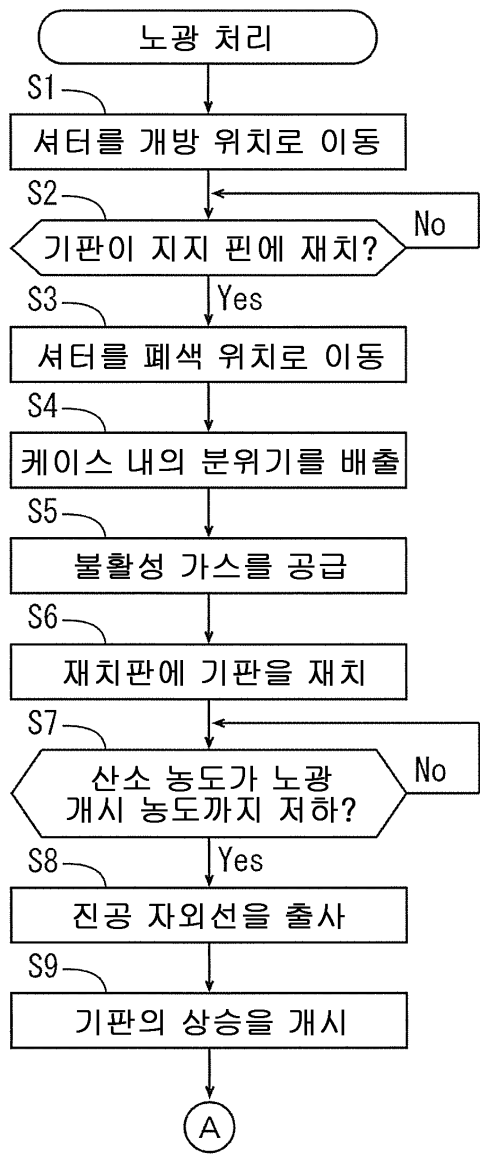 노광 처리
S1
셔터를 개방 위치로 이동
S2
기판이 지지 핀에 재치?
No
Yes
S3
셔터를 폐색 위치로 이동
S4
케이스 내의 분위기를 배출
S5
불활성 가스를 공급
S6
재치판에 기판을 재치
S7
산소 농도가 노광
개시 농도까지 저하?
No
Yes
S8
진공 자외선을 출사
S9
기판의 상승을 개시
A